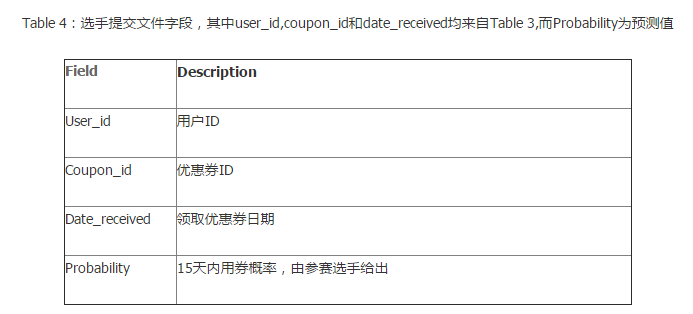 Table 4：选手提交文件字段，其中user_id,coupon_id和date_received均来自Table 3,而Probability为预测值
Field Description
User_id 用户ID
Coupon_id 优惠券ID
Date_received 领取优惠券日期
Probability 15天内用券概率，由参赛选手给出